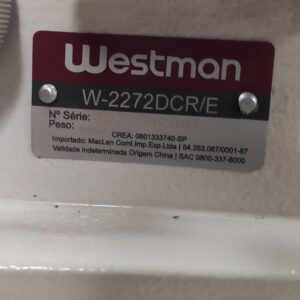 Westman
W-2272DCR/E
Nº Série:
Peso:
CREA: 0601333740-SP
Importado: MacLen Coml.Imp.Exp.Ltda | 54.253.087/0001-67
Validade Indeterminada Origem China | SAC 0800-337-6000